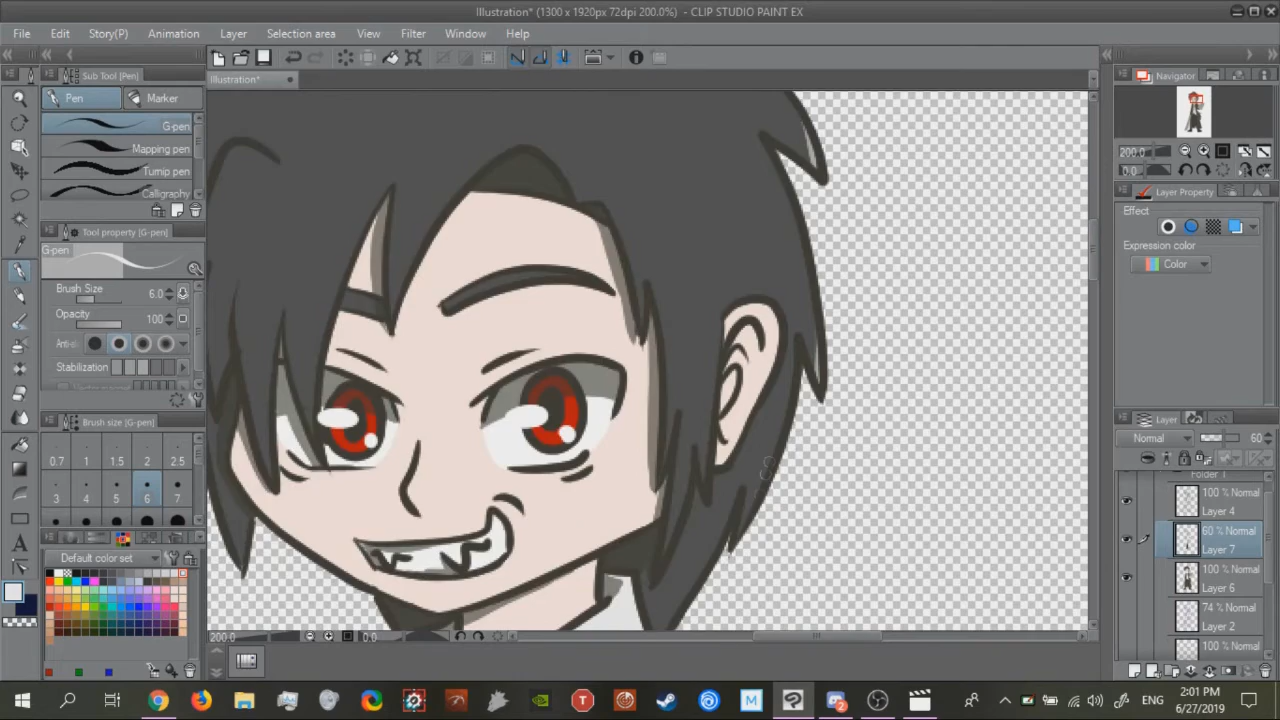 Illustration* (1300 x 1920px 72dpi 200.0%) - CLIP STUDIO PAINT EX
File Edit Story(P) Animation Layer Selection area View Filter Window Help
Sub Tool [Pen]
Illustration*
Navigator
Pen Marker
G-pen
Mapping pen
Turnip pen
Calligraphy
200.0
0.0
Layer Property
Effect
Expression color
Color
Tool property [G-pen]
G-pen
Brush Size 6.0
Opacity 100
Anti-
Stabilization
Brush size [G-pen]
0.7 1 1.5 2 2.5
3 4 5 6 7
Layer
Normal 60
Folder 1
100 % Normal
Layer 4
60 % Normal
Layer 7
100 % Normal
Layer 6
74 % Normal
Layer 2
100 % Normal
Default color set
200.0 0.0
ENG
2:01 PM
6/27/2019
T
M
2